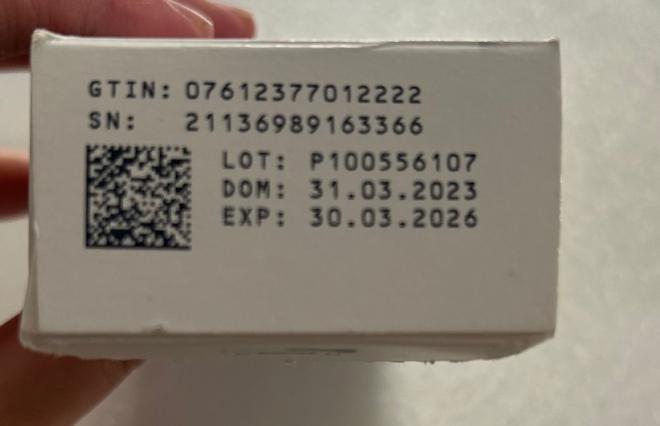 GTIN: 07612377012222
SN: 21136989163366
LOT: P100556107
DOM: 31.03.2023
EXP: 30.03.2026